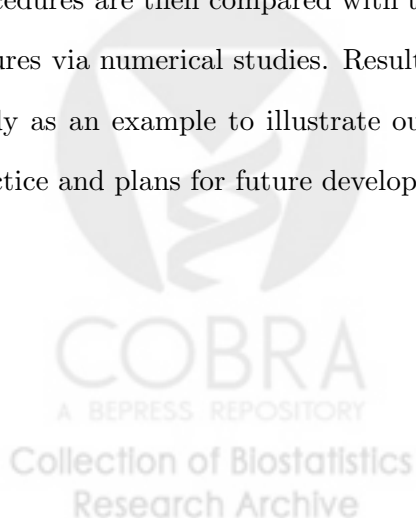 cedures are then compared with t
ures via numerical studies. Result
ly as an example to illustrate ou
ctice and plans for future develop
COBRA
A BEPRESS REPOSITORY
Collection of Biostatistics
Research Archive